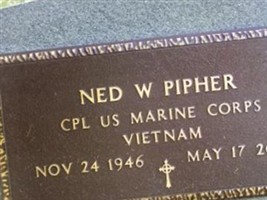 NED W PIPHER
CPL US MARINE CORPS
VIETNAM
NOV 24 1946 MAY 17